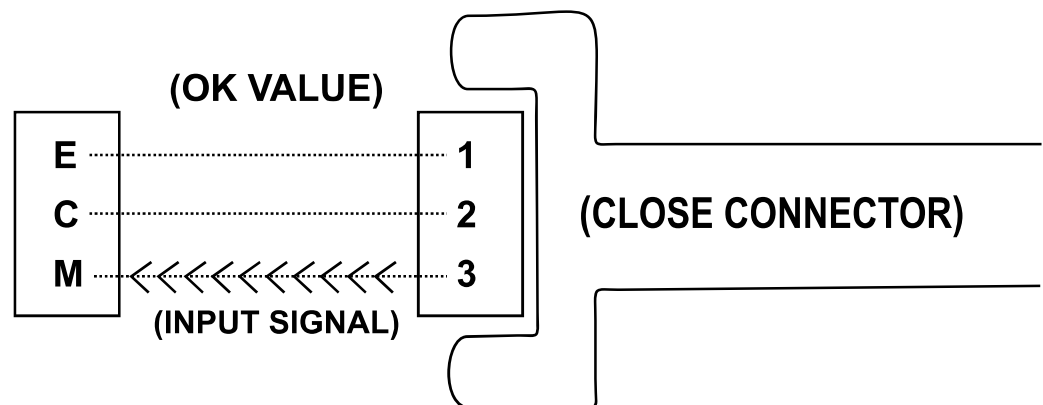 (OK VALUE)
E 1
C 2
M 3
(INPUT SIGNAL)
(CLOSE CONNECTOR)